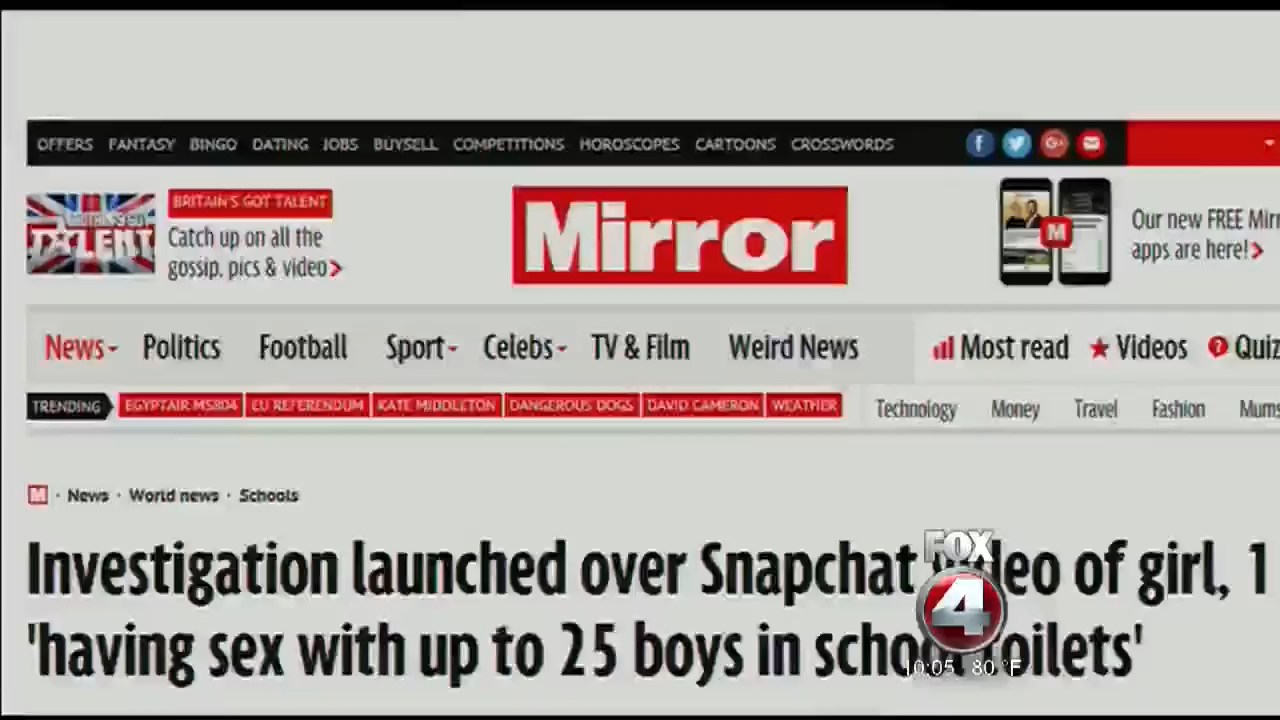 OFFERS FANTASY BINGO DATING JOBS BUYSELL COMPETITIONS HOROSCOPES CARTOONS CROSSWORDS
BRITAIN'S GOT TALENT
TALENT
Catch up on all the
gossip, pics & video
Mirror
M
Our new FREE Mirr
apps are here!
News Politics Football Sport Celebs TV & Film Weird News Most read Videos Quiz
TRENDING EGYPTAIR MS804 EU REFERENDUM KATE MIDDLETON DANGEROUS DOGS DAVID CAMERON WEATHER Technology Money Travel Fashion Mums
M · News · World news · Schools
Investigation launched over Snapchat video of girl, 1
'having sex with up to 25 boys in school toilets'
FOX
4
10:05 80 °F